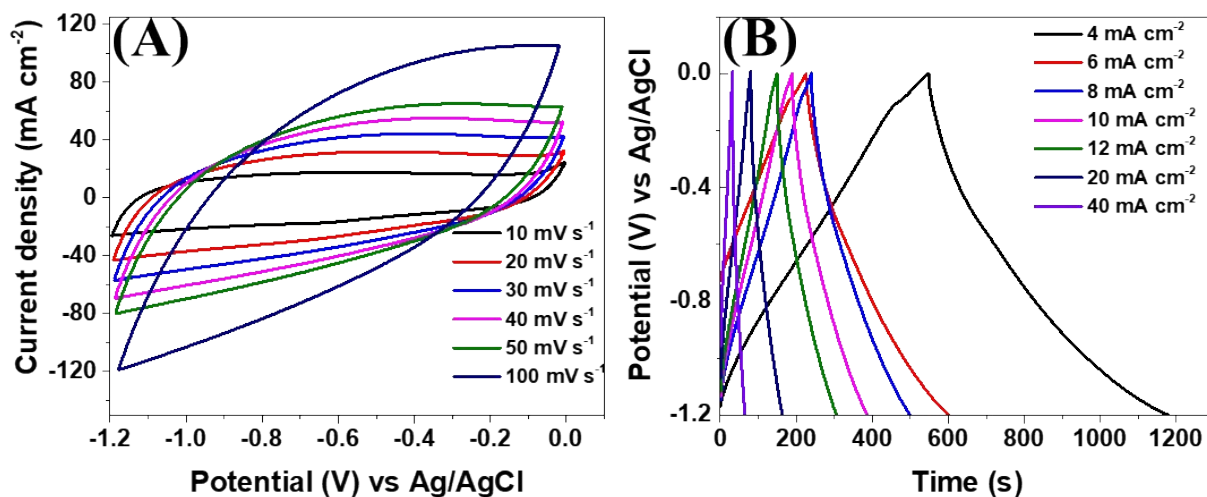 (A)
Current density (mA cm-2)
120
80
40
0
-40
-80
-120
10 mV s-1
20 mV s-1
30 mV s-1
40 mV s-1
50 mV s-1
100 mV s-1
-1.2 -1.0 -0.8 -0.6 -0.4 -0.2 0.0
Potential (V) vs Ag/AgCl
(B)
Potential (V) vs Ag/AgCl
0.0
-0.4
-0.8
-1.2
4 mA cm-2
6 mA cm-2
8 mA cm-2
10 mA cm-2
12 mA cm-2
20 mA cm-2
40 mA cm-2
0 200 400 600 800 1000 1200
Time (s)